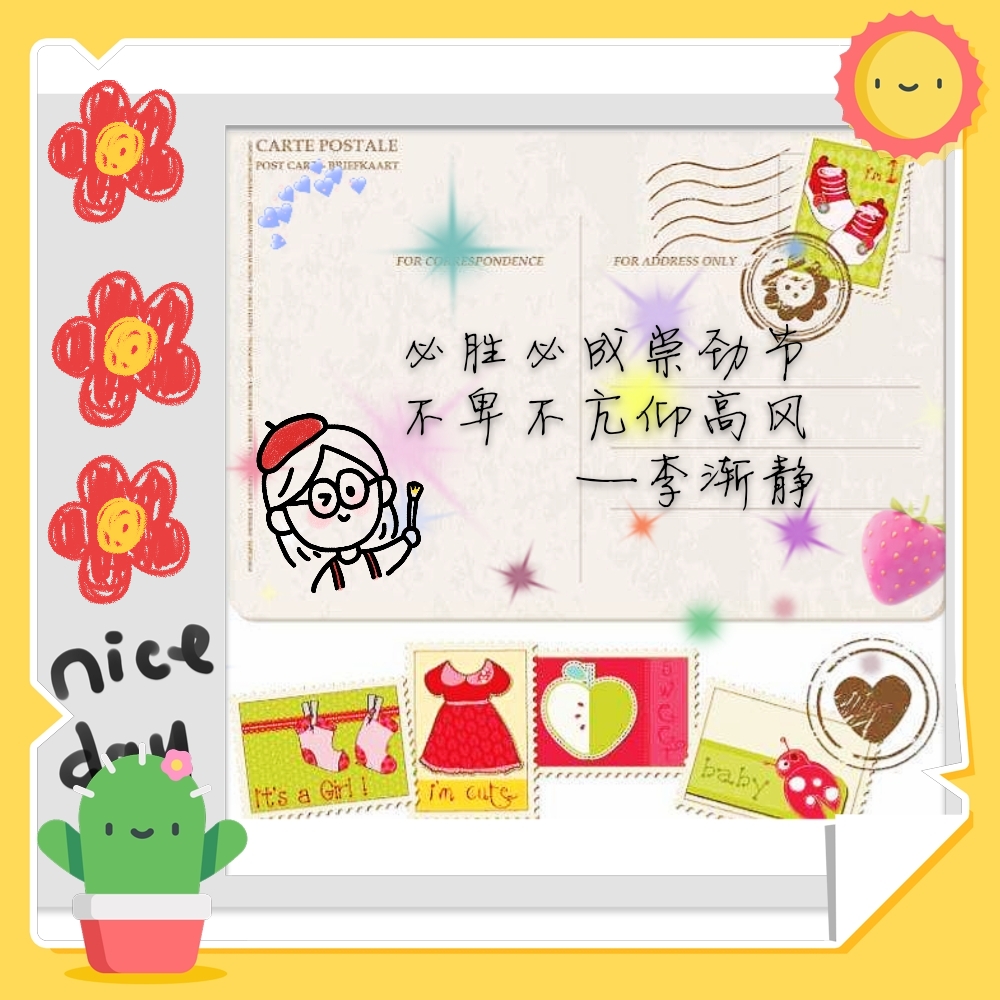 CARTE POSTALE
POST CARD - BRIEFKAART
FOR CORRESPONDENCE
FOR ADDRESS ONLY
I'm 1
必胜必成崇劲节
不卑不亢仰高风
—李渐静
nice
day
It's a Girl!
i'm cute
baby